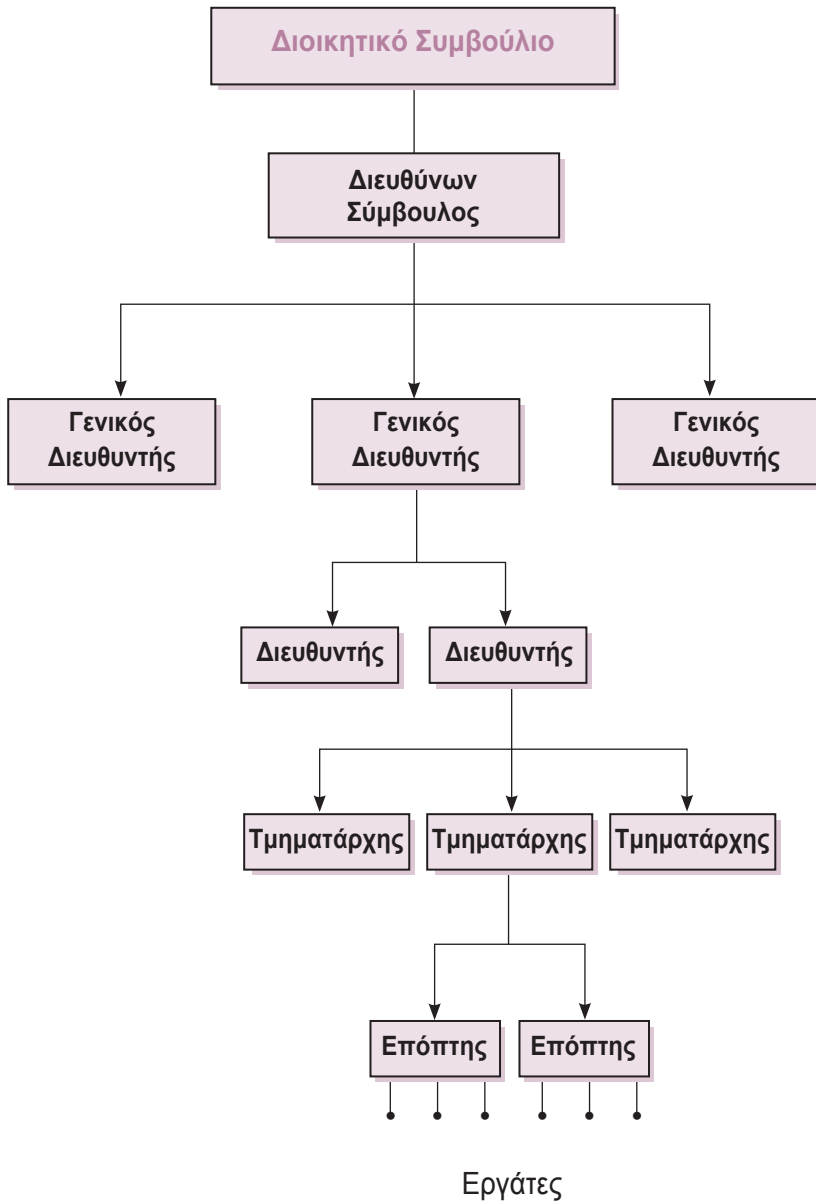 Διοικητικό Συμβούλιο
Διευθύνων
Σύμβουλος
Γενικός
Διευθυντής
Γενικός
Διευθυντής
Γενικός
Διευθυντής
Διευθυντής
Διευθυντής
Τμηματάρχης
Τμηματάρχης
Τμηματάρχης
Επόπτης
Επόπτης
Εργάτες